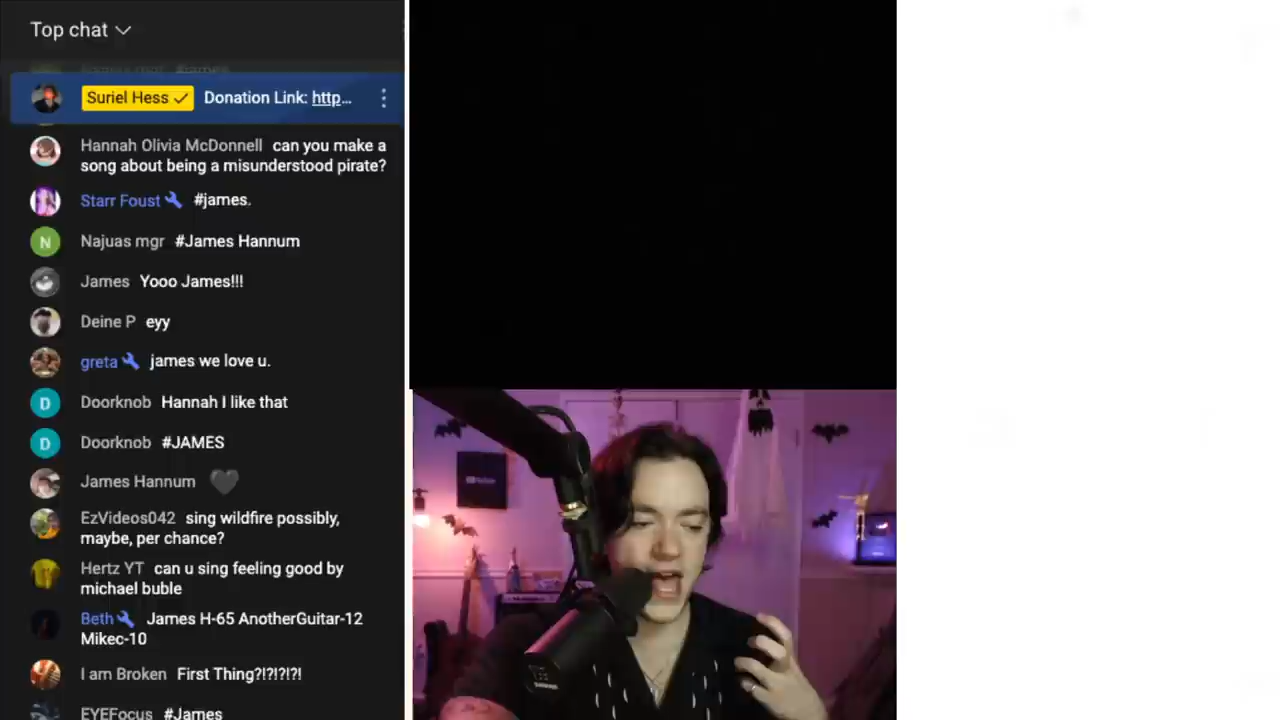 Top chat
Suriel Hess Donation Link: http...
Hannah Olivia McDonnell can you make a
song about being a misunderstood pirate?
Starr Foust #james.
N Najuas mgr #James Hannum
James Yooo James!!!
Deine P eyy
greta james we love u.
D Doorknob Hannah I like that
D Doorknob #JAMES
James Hannum 🖤
EzVideos042 sing wildfire possibly,
maybe, per chance?
Hertz YT can u sing feeling good by
michael buble
Beth James H-65 AnotherGuitar-12
Mikec-10
I am Broken First Thing?!?!?!?!
EYEFocus #James
YouTube